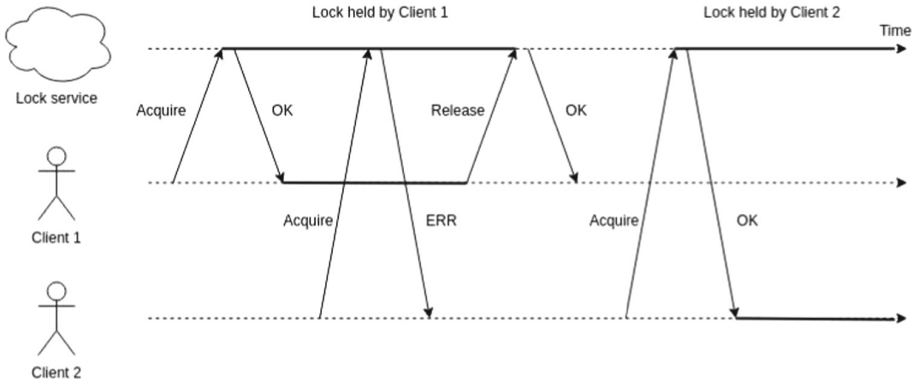 Lock held by Client 1
Lock held by Client 2
Time
Lock service
Acquire
OK
Release
OK
Client 1
Acquire
ERR
Acquire
OK
Client 2